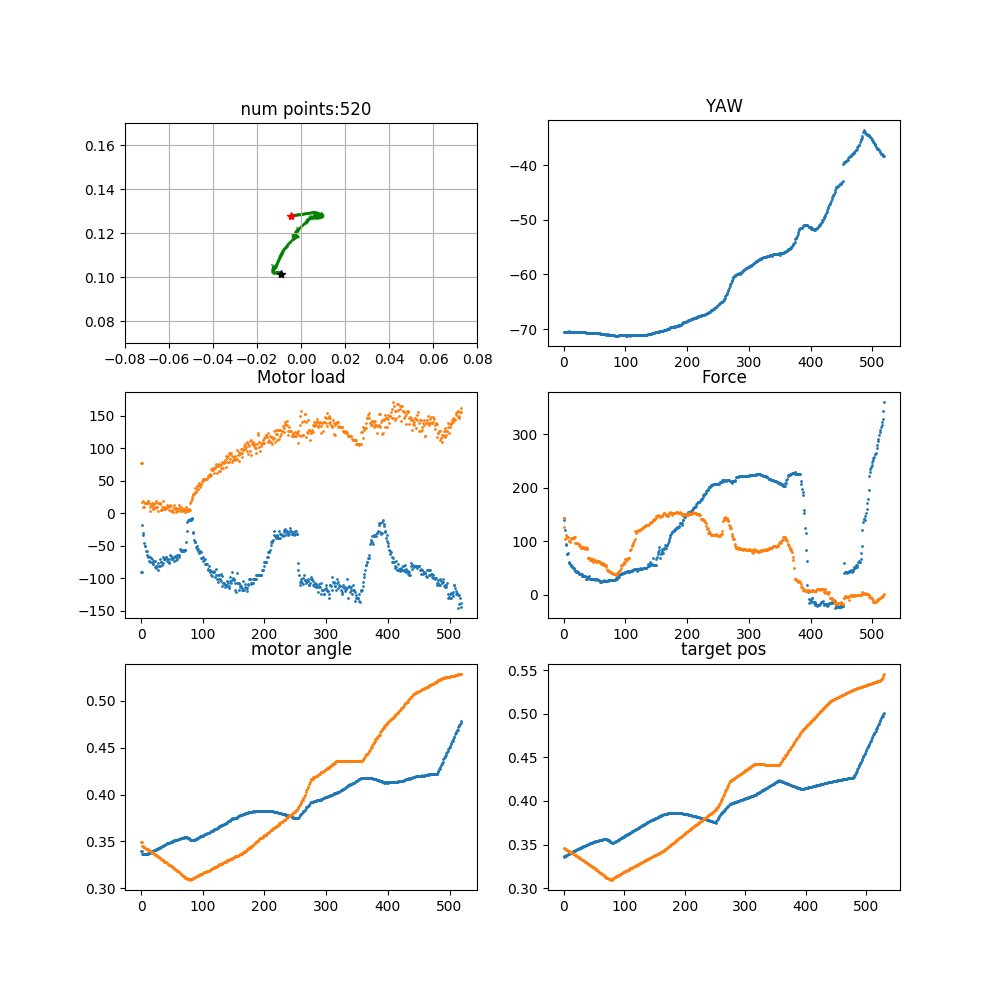 num points:520
YAW
0.16
0.14
0.12
0.10
0.08
−0.08 −0.06 −0.04 −0.02 0.00 0.02 0.04 0.06 0.08
−40
−50
−60
−70
0 100 200 300 400 500
Motor load
Force
150
100
50
0
−50
−100
−150
0 100 200 300 400 500
300
200
100
0
0 100 200 300 400 500
motor angle
target pos
0.50
0.45
0.40
0.35
0.30
0 100 200 300 400 500
0.55
0.50
0.45
0.40
0.35
0.30
0 100 200 300 400 500